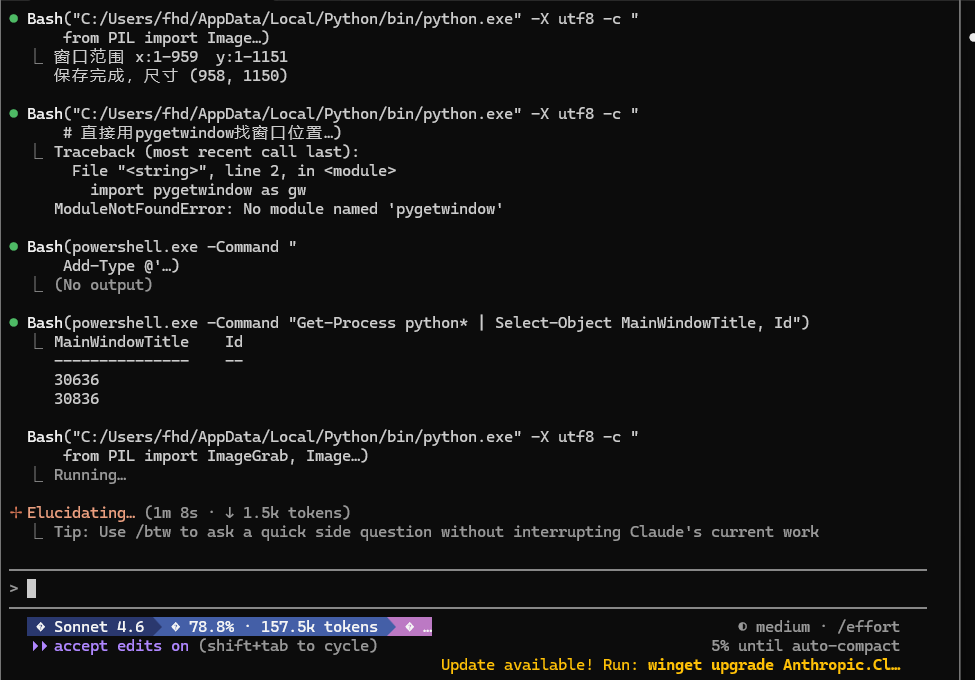 ● Bash("C:/Users/fhd/AppData/Local/Python/bin/python.exe" -X utf8 -c "
from PIL import Image…)
⎿ 窗口范围 x:1-959  y:1-1151
保存完成, 尺寸 (958, 1150)
● Bash("C:/Users/fhd/AppData/Local/Python/bin/python.exe" -X utf8 -c "
# 直接用pygetwindow找窗口位置…)
⎿ Traceback (most recent call last):
File "<string>", line 2, in <module>
import pygetwindow as gw
ModuleNotFoundError: No module named 'pygetwindow'
● Bash(powershell.exe -Command "
Add-Type @'…)
⎿ (No output)
● Bash(powershell.exe -Command "Get-Process python* | Select-Object MainWindowTitle, Id")
⎿ MainWindowTitle    Id
---------------    --
30636
30836
Bash("C:/Users/fhd/AppData/Local/Python/bin/python.exe" -X utf8 -c "
from PIL import ImageGrab, Image…)
⎿ Running…
✢ Elucidating… (1m 8s · ↓ 1.5k tokens)
⎿ Tip: Use /btw to ask a quick side question without interrupting Claude's current work
>
� Sonnet 4.6 � 78.8% · 157.5k tokens � … ◐ medium · /effort
⏵⏵ accept edits on (shift+tab to cycle) 5% until auto-compact
Update available! Run: winget upgrade Anthropic.Cl…